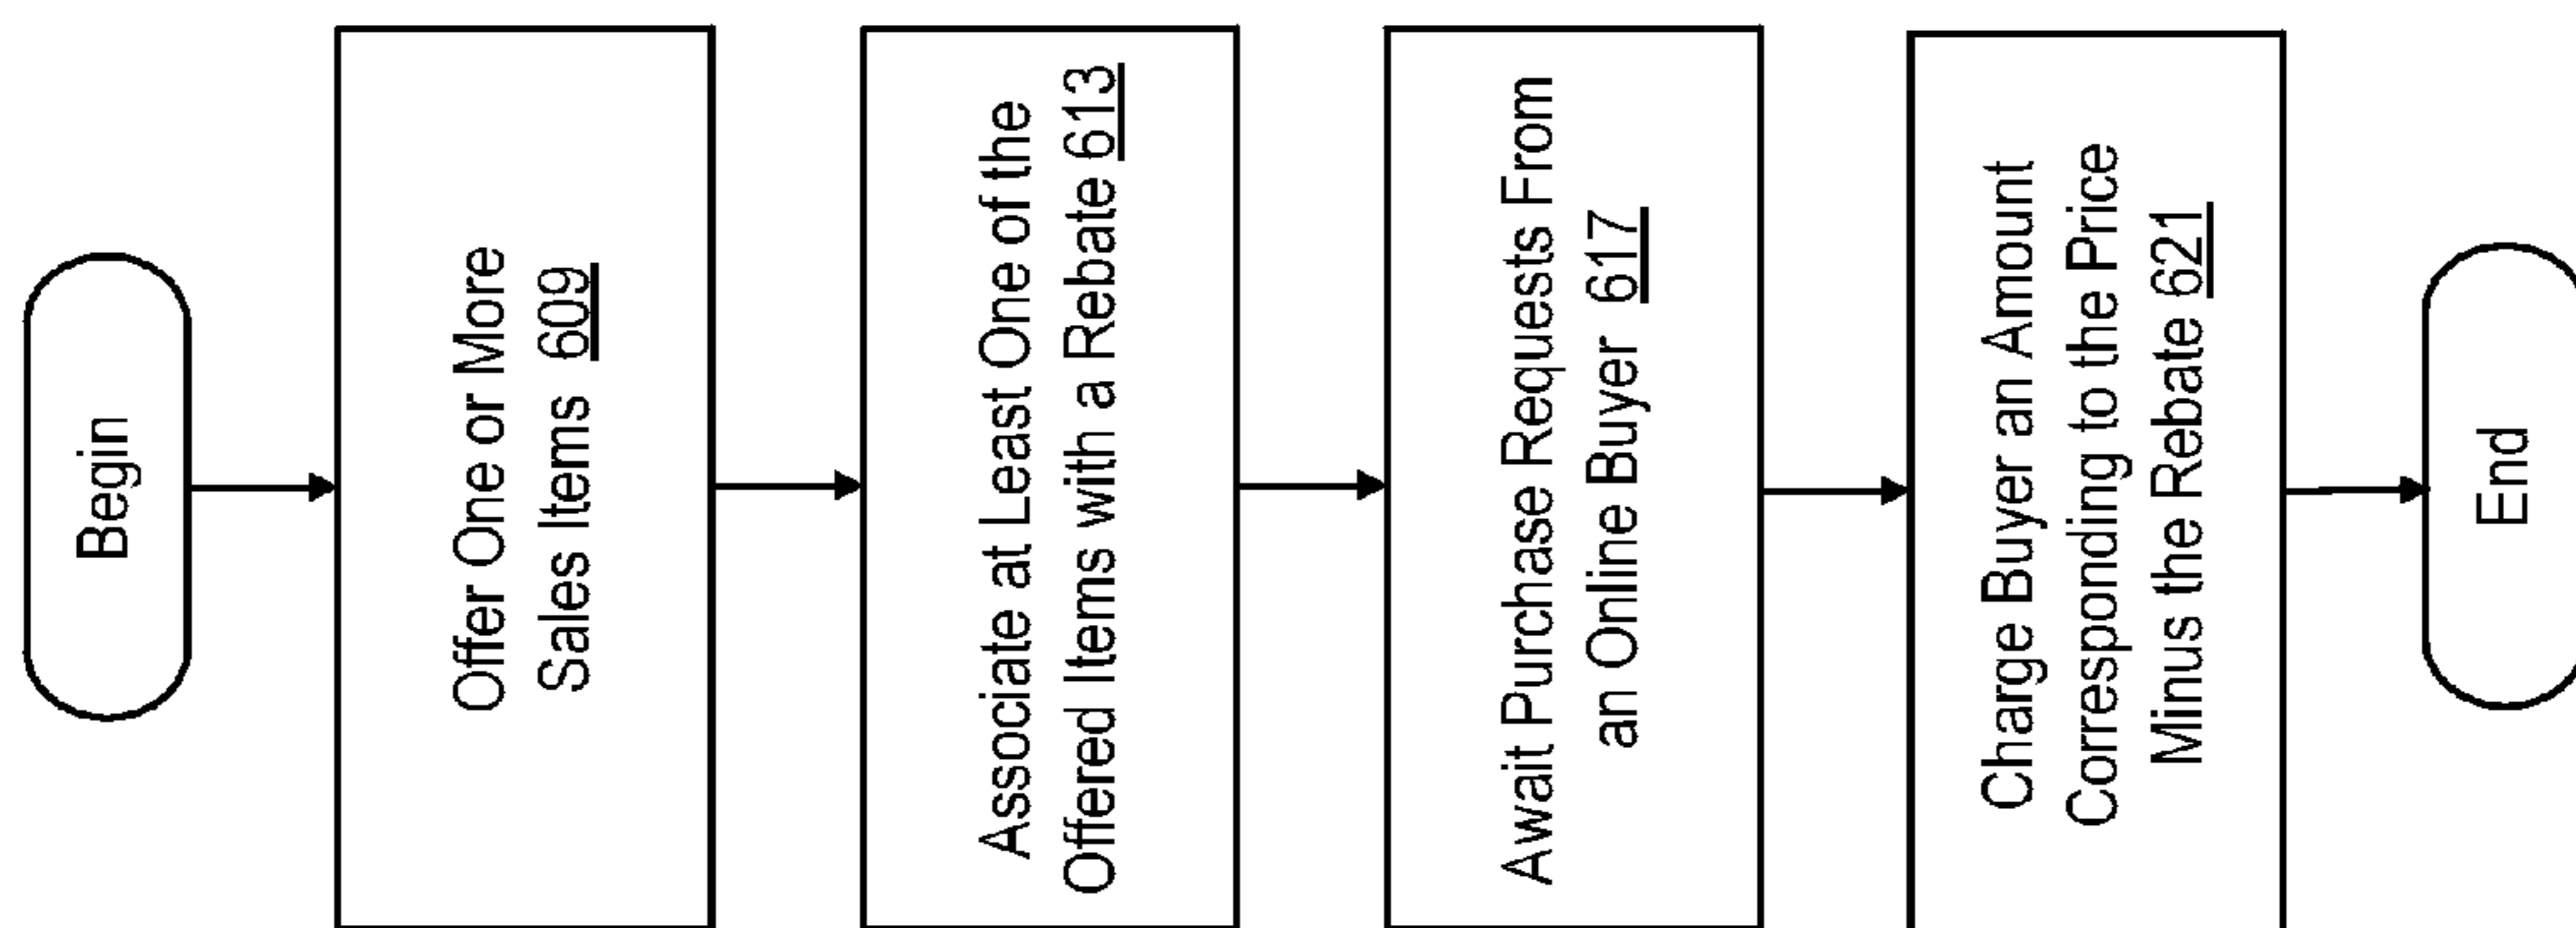 Begin
Offer One or More
Sales Items 609
Associate at Least One of the
Offered Items with a Rebate 613
Await Purchase Requests From
an Online Buyer 617
Charge Buyer an Amount
Corresponding to the Price
Minus the Rebate 621
End